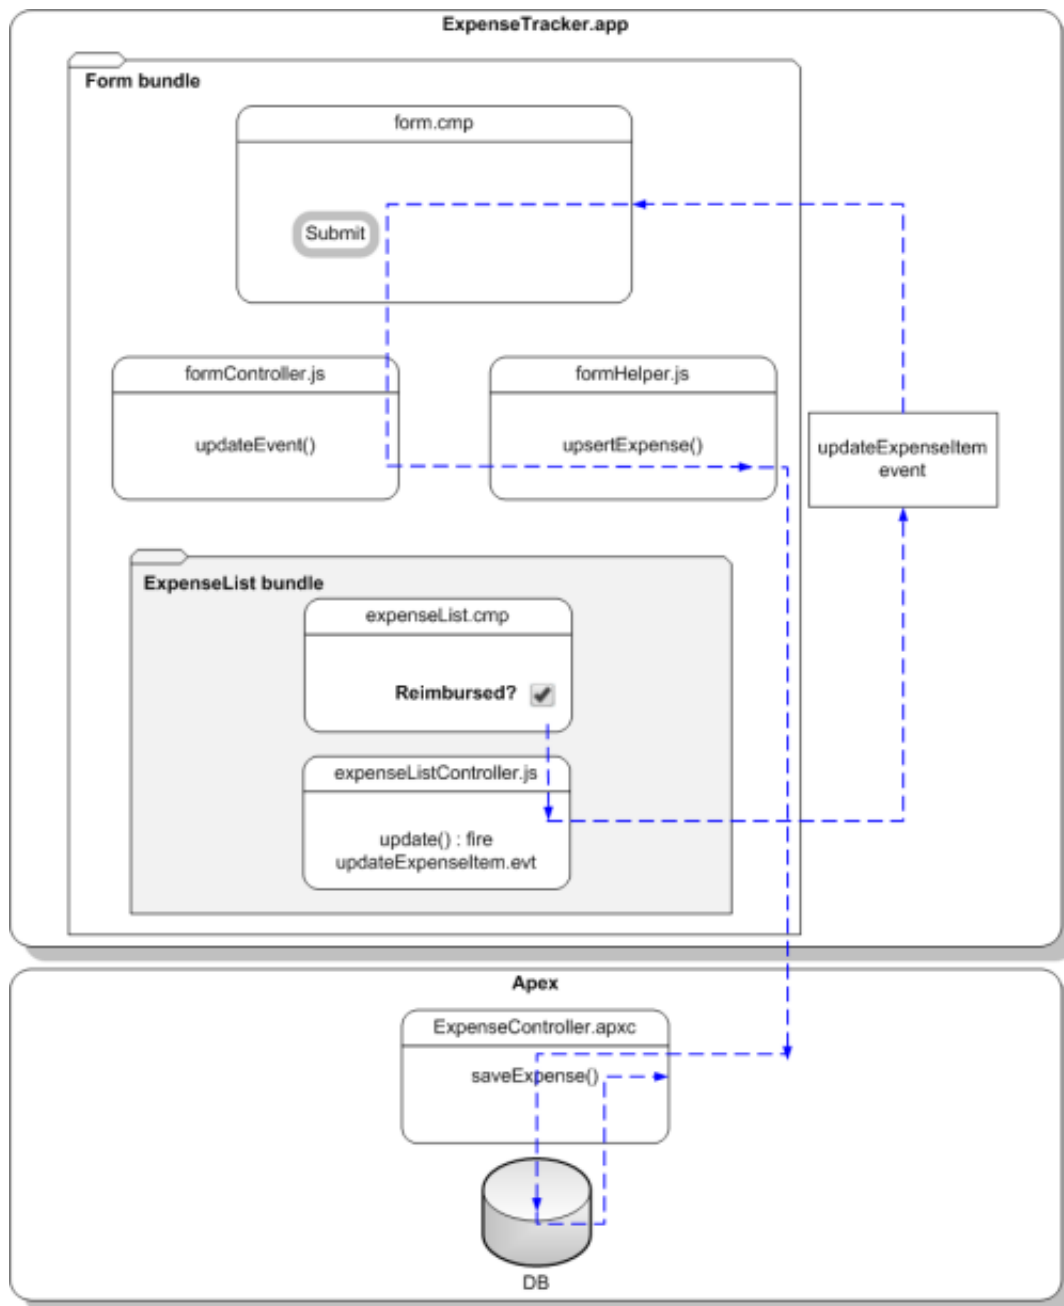 ExpenseTracker.app
Form bundle
form.cmp
Submit
formController.js
updateEvent()
formHelper.js
upsertExpense()
updateExpenseItem
event
ExpenseList bundle
expenseList.cmp
Reimbursed?
expenseListController.js
update() : fire
updateExpenseItem.evt
Apex
ExpenseController.apxc
saveExpense()
DB